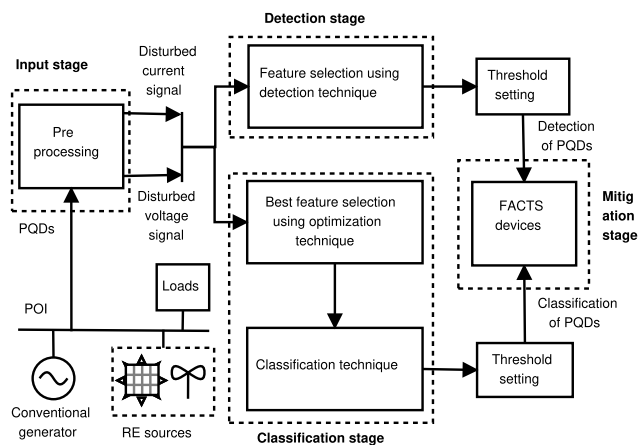 Detection stage
Input stage
Disturbed
current
signal
Feature selection using
detection technique
Threshold
setting
Pre
processing
Detection
of PQDs
Disturbed
voltage
signal
Best feature selection
using optimization
technique
FACTS
devices
Mitig
ation
stage
PQDs
Loads
POI
Classification
of PQDs
Classification technique
Threshold
setting
Conventional
generator
RE sources
Classification stage